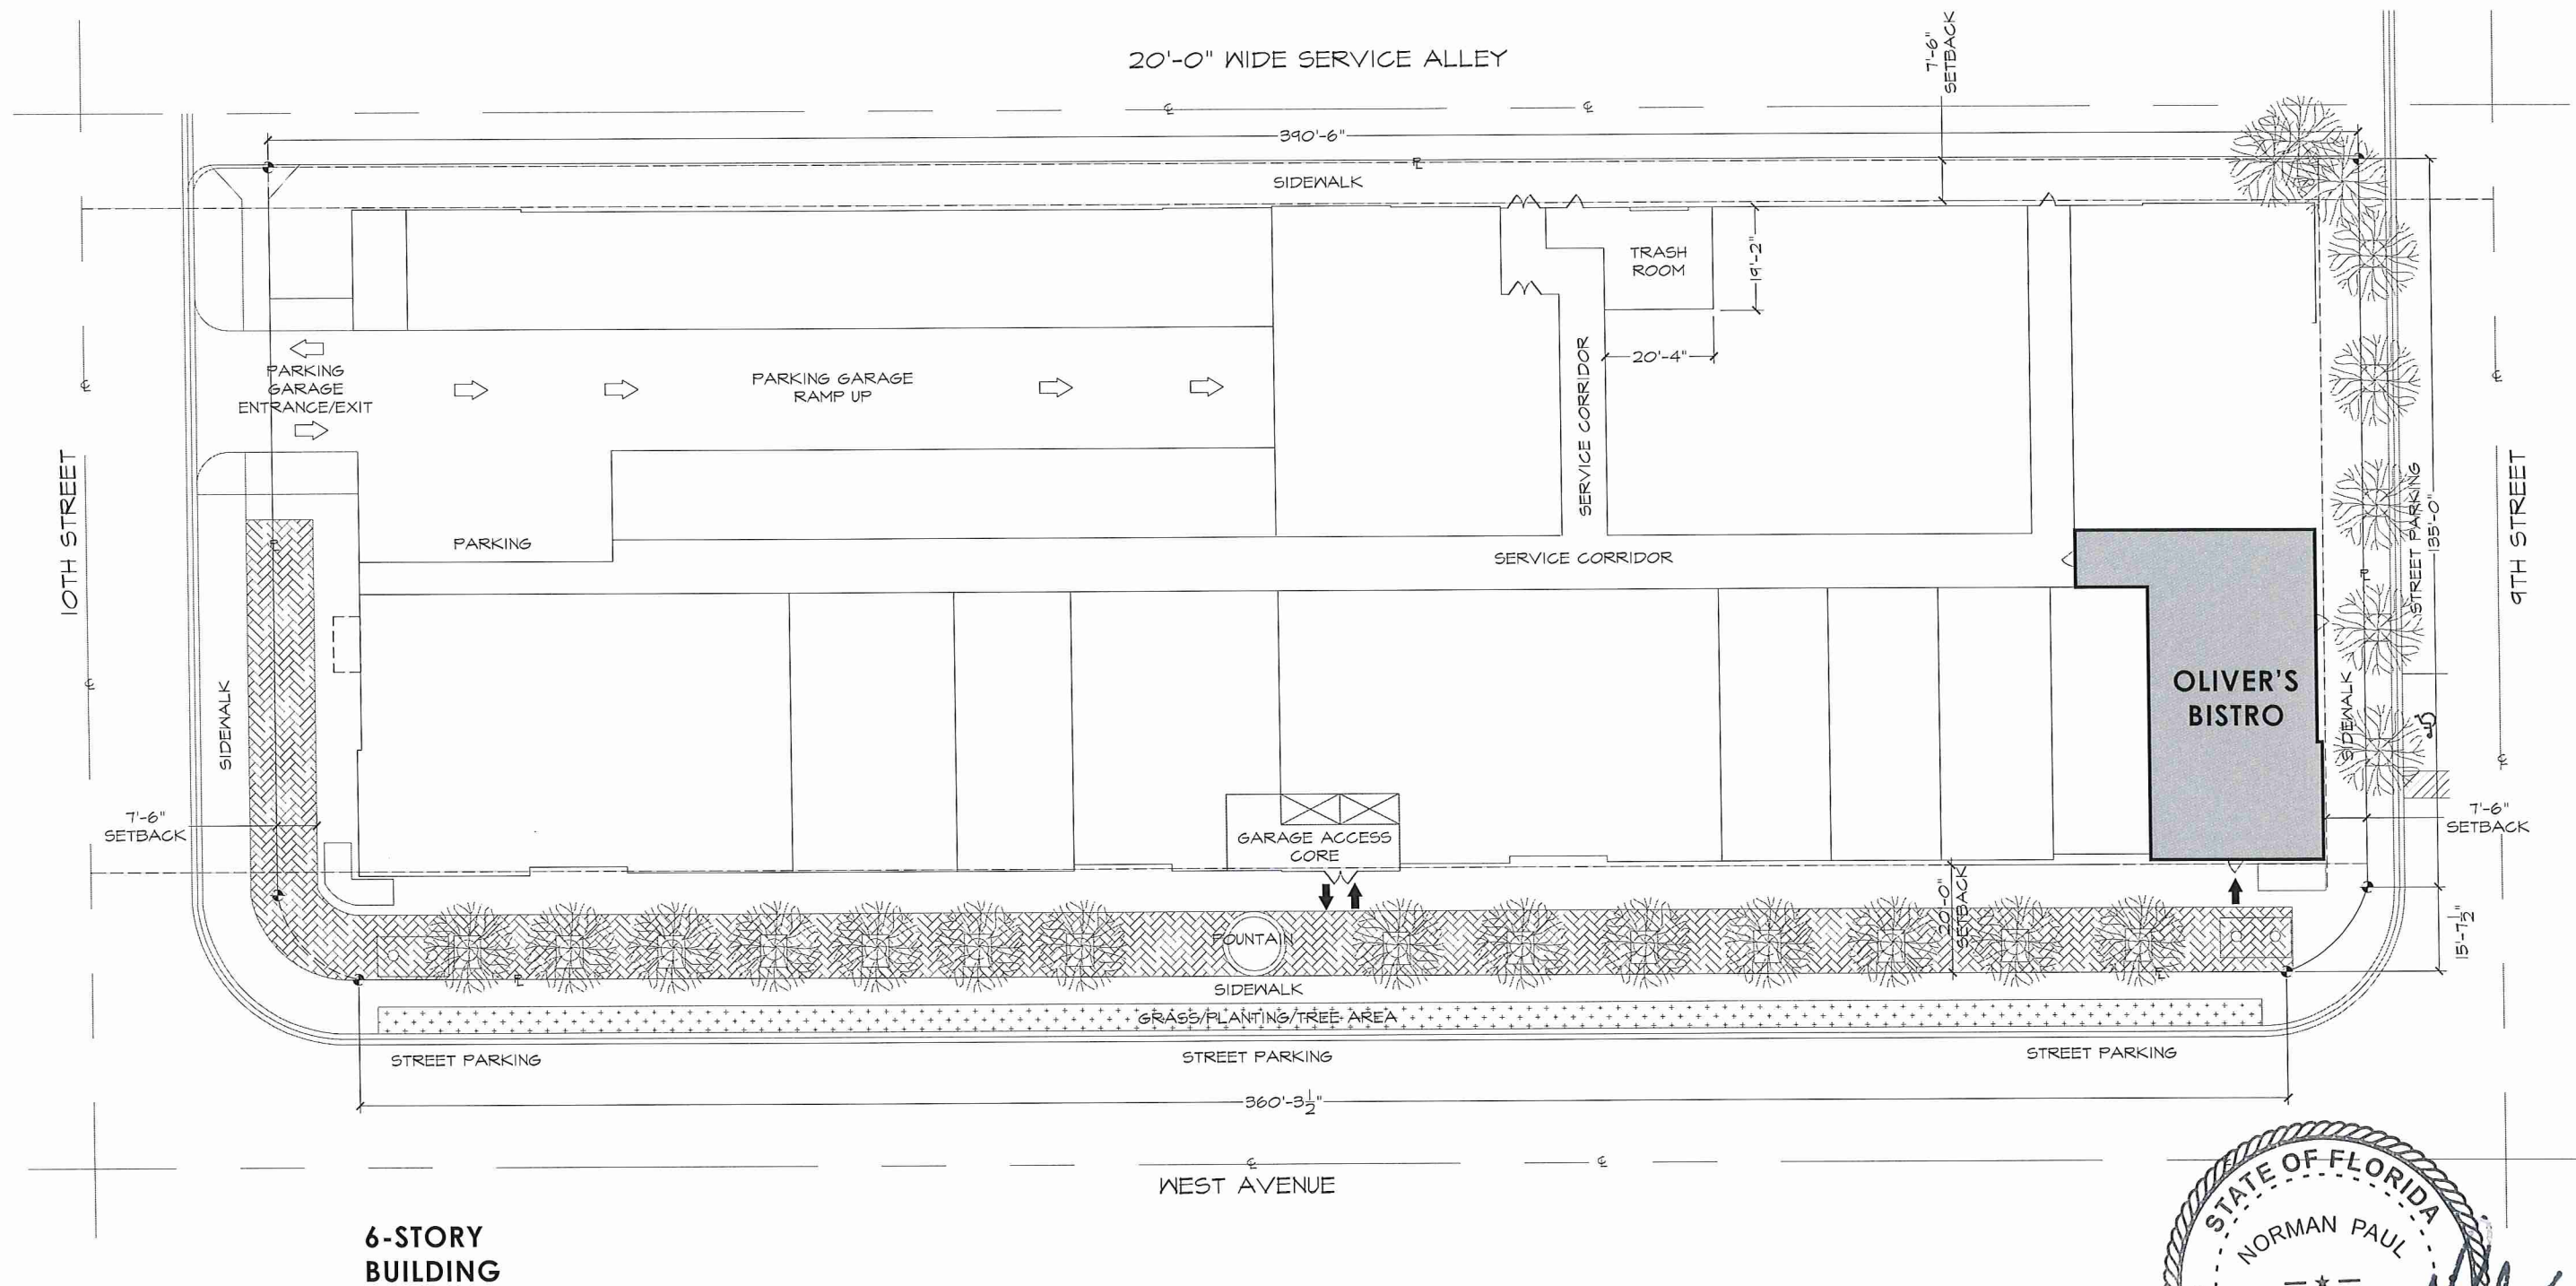 20'-0" WIDE SERVICE ALLEY
7'-6"
SETBACK
390'-6"
SIDEWALK
TRASH
ROOM
19'-2"
20'-4"
SERVICE CORRIDOR
PARKING
GARAGE
ENTRANCE/EXIT
PARKING GARAGE
RAMP UP
10TH STREET
9TH STREET
STREET PARKING
135'-0"
PARKING
SERVICE CORRIDOR
OLIVER'S
BISTRO
SIDEWALK
SIDEWALK
7'-6"
SETBACK
7'-6"
SETBACK
GARAGE ACCESS
CORE
20'-0"
SETBACK
FOUNTAIN
15'-7½"
SIDEWALK
GRASS/PLANTING/TREE AREA
STREET PARKING
STREET PARKING
STREET PARKING
360'-3½"
WEST AVENUE
6-STORY
BUILDING
STATE OF FLORIDA
NORMAN PAUL